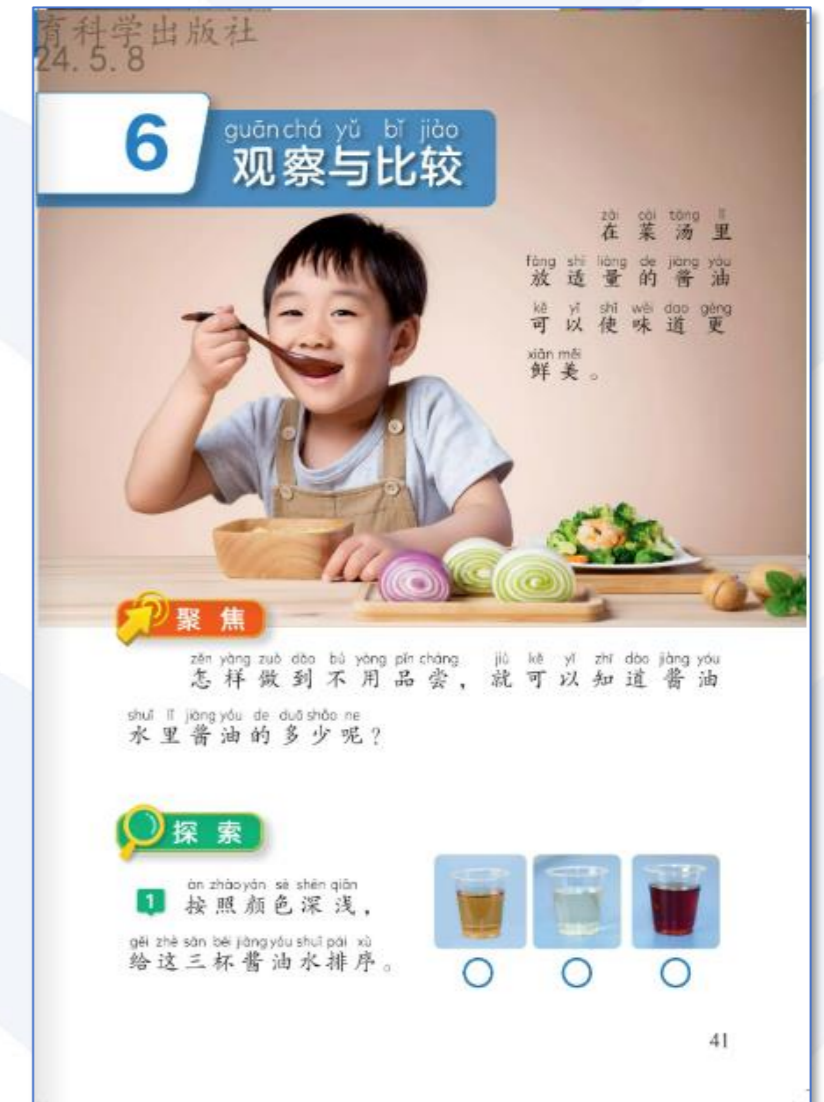 育科学出版社
24.5.8
6
guān chá yǔ bǐ jiào
观察与比较
zài cài tāng lǐ
在菜汤里
fàng shì liàng de jiàng yóu
放适量的酱油
kě yǐ shǐ wèi dao gèng
可以使味道更
xiān měi
鲜美。
聚焦
zěn yàng zuò dào bú yòng pǐn cháng jiù kě yǐ zhī dào jiàng yóu
怎样做到不用品尝，就可以知道酱油
shuǐ lǐ jiàng yóu de duō shǎo ne
水里酱油的多少呢？
探索
àn zhào yán sè shēn qiǎn
1 按照颜色深浅，
gěi zhè sān bēi jiàng yóu shuǐ pái xù
给这三杯酱油水排序。
41